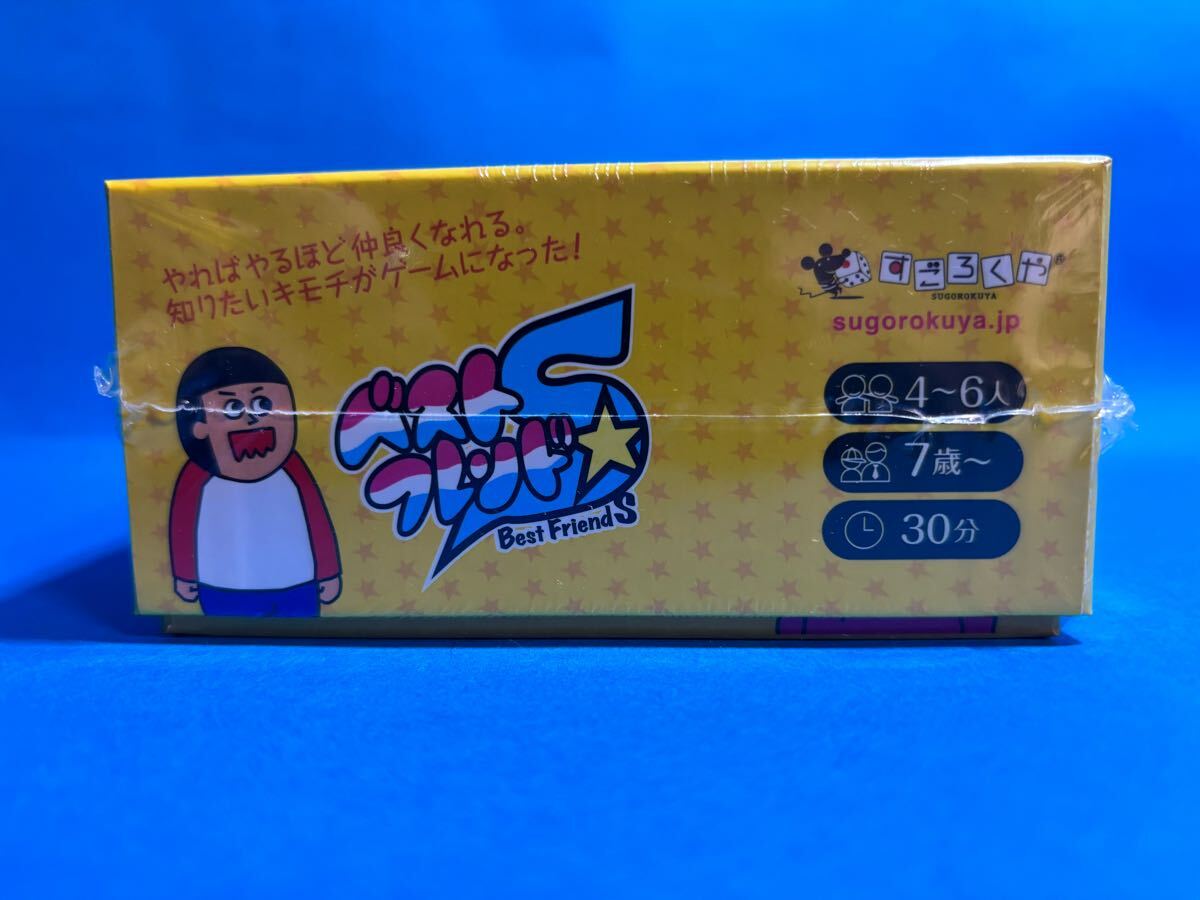 やればやるほど仲良くなれる。
知りたいキモチがゲームになった!
ベストフレンドS
Best FriendS
すごろくや®
SUGOROKUYA
sugorokuya.jp
4〜6人
7歳〜
30分